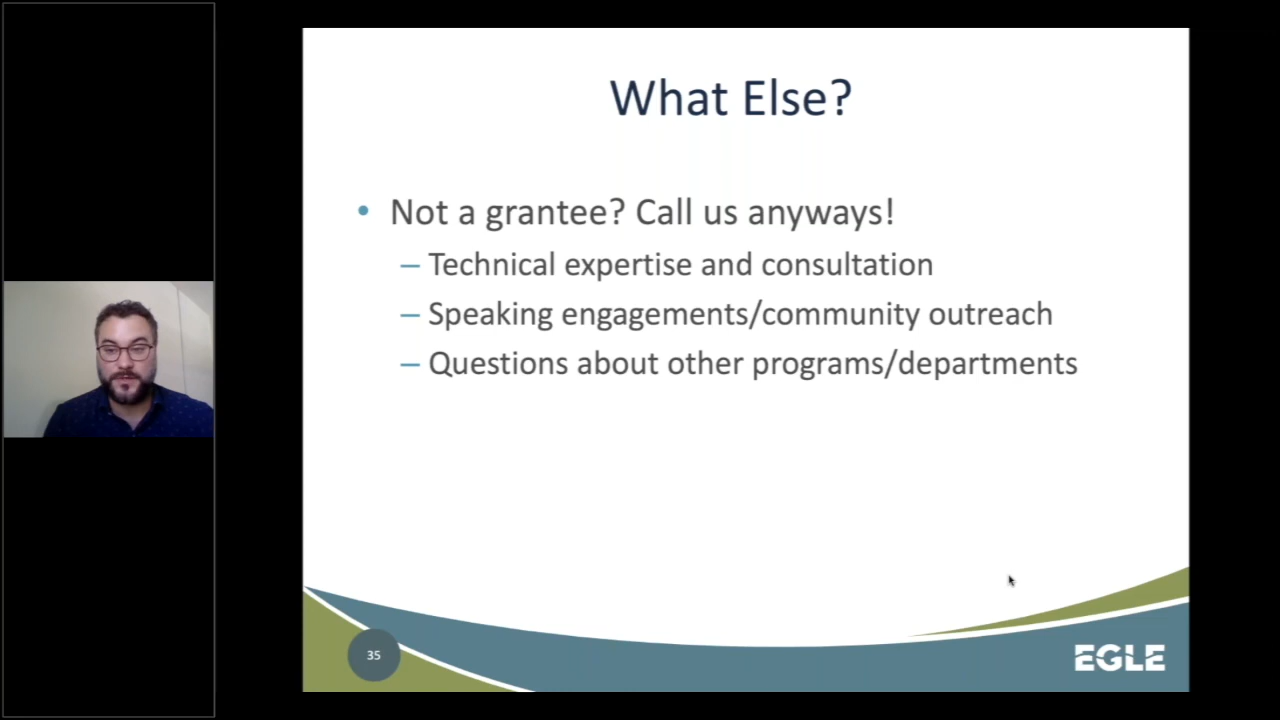 What Else?
• Not a grantee? Call us anyways!
– Technical expertise and consultation
– Speaking engagements/community outreach
– Questions about other programs/departments
35
EGLE